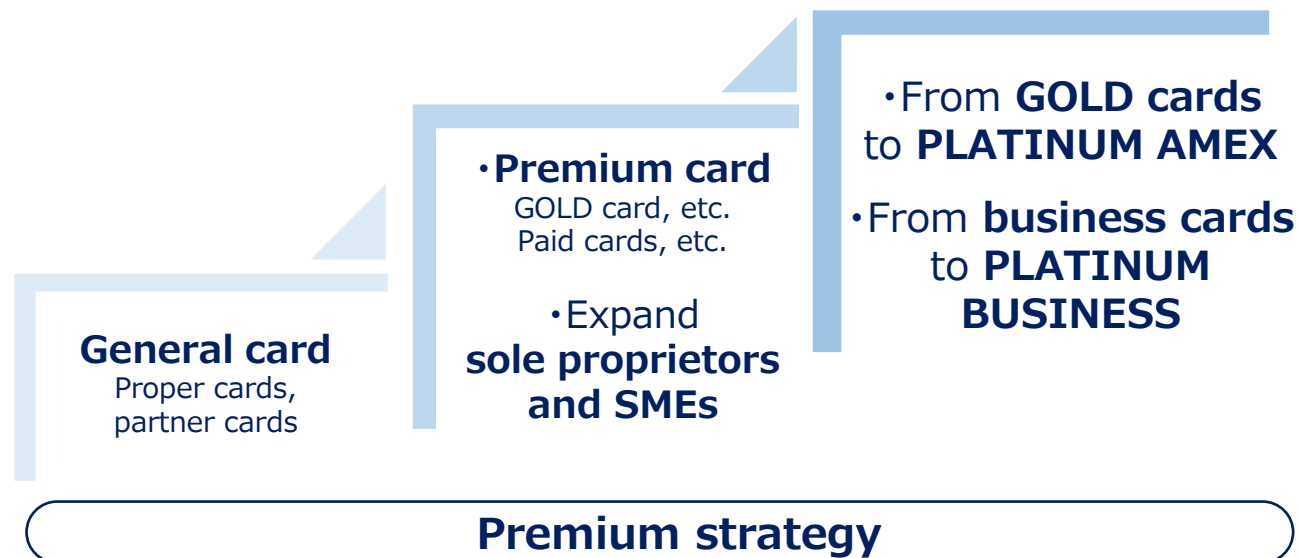 General card
Proper cards,
partner cards
・Premium card
GOLD card, etc.
Paid cards, etc.
・Expand
sole proprietors
and SMEs
・From GOLD cards
to PLATINUM AMEX
・From business cards
to PLATINUM
BUSINESS
Premium strategy